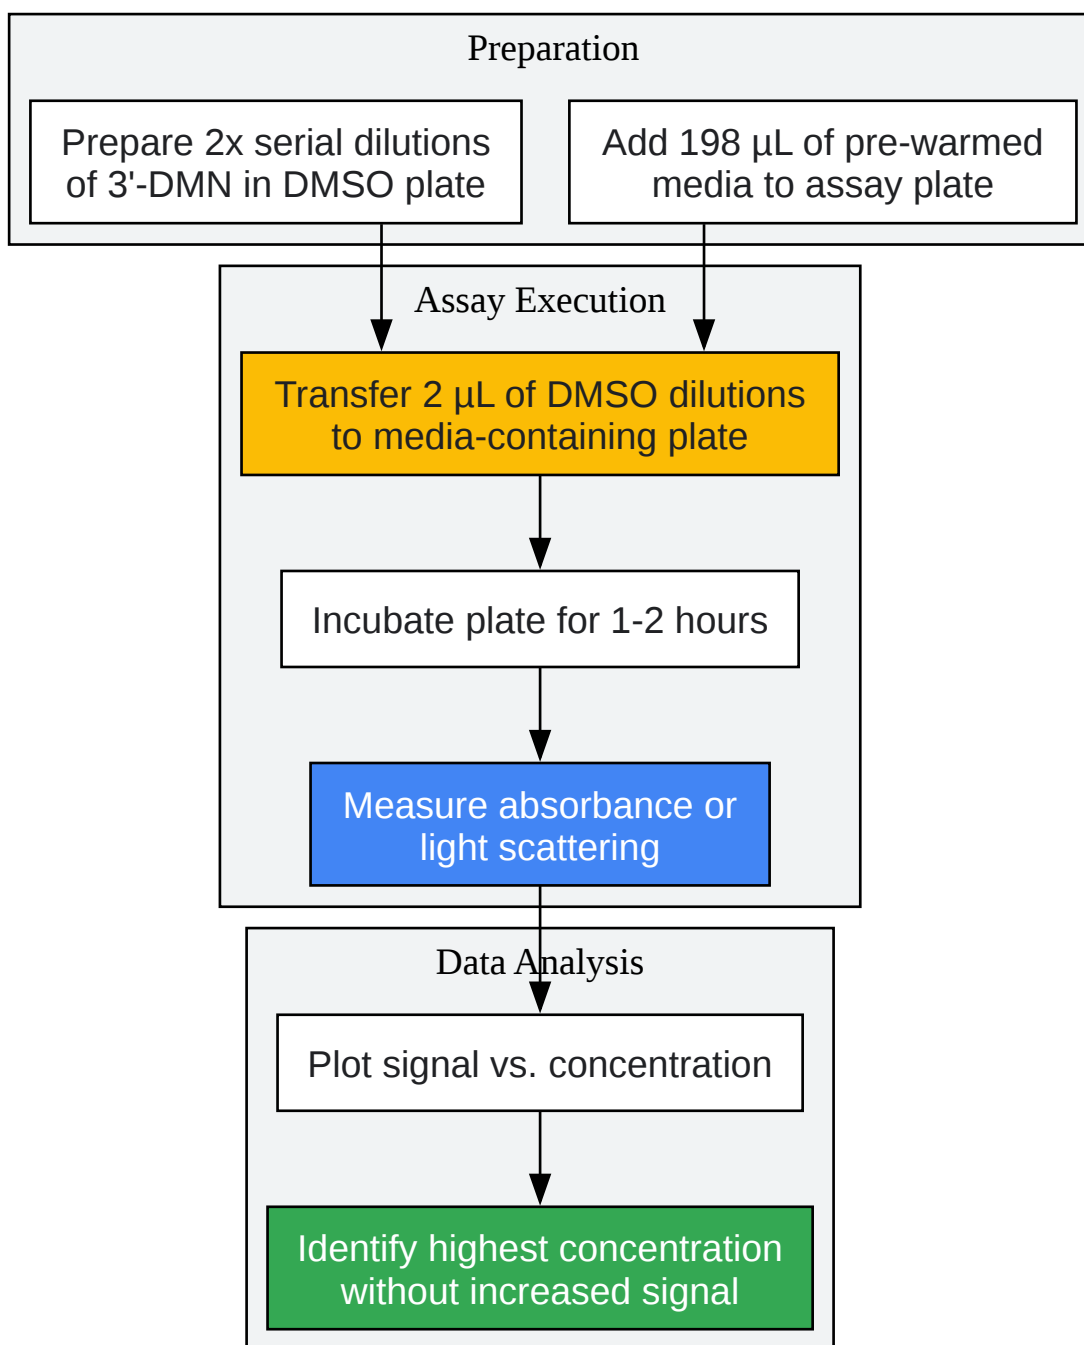 Preparation
Prepare 2x serial dilutions
of 3'-DMN in DMSO plate
Add 198 µL of pre-warmed
media to assay plate
Assay Execution
Transfer 2 µL of DMSO dilutions
to media-containing plate
Incubate plate for 1-2 hours
Measure absorbance or
light scattering
Data Analysis
Plot signal vs. concentration
Identify highest concentration
without increased signal